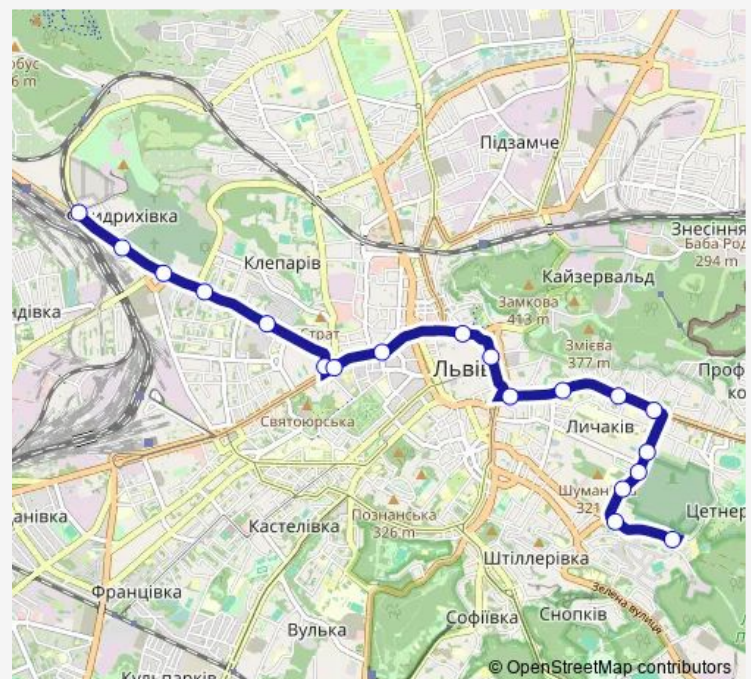 Підзамче
Знесіння
Баба Род
294 m
Клепарів
Кайзервальд
Замкова
413 m
Змієва
377 m
Страт
Львів
Проф
ко
Святоюрська
Личаків
321
Цетнер
Познанська
326 m
Кастелівка
Штіллерівка
Францівка
Зелена вулиця
Снопків
Софіївка
Вулька
© OpenStreetMap contributors